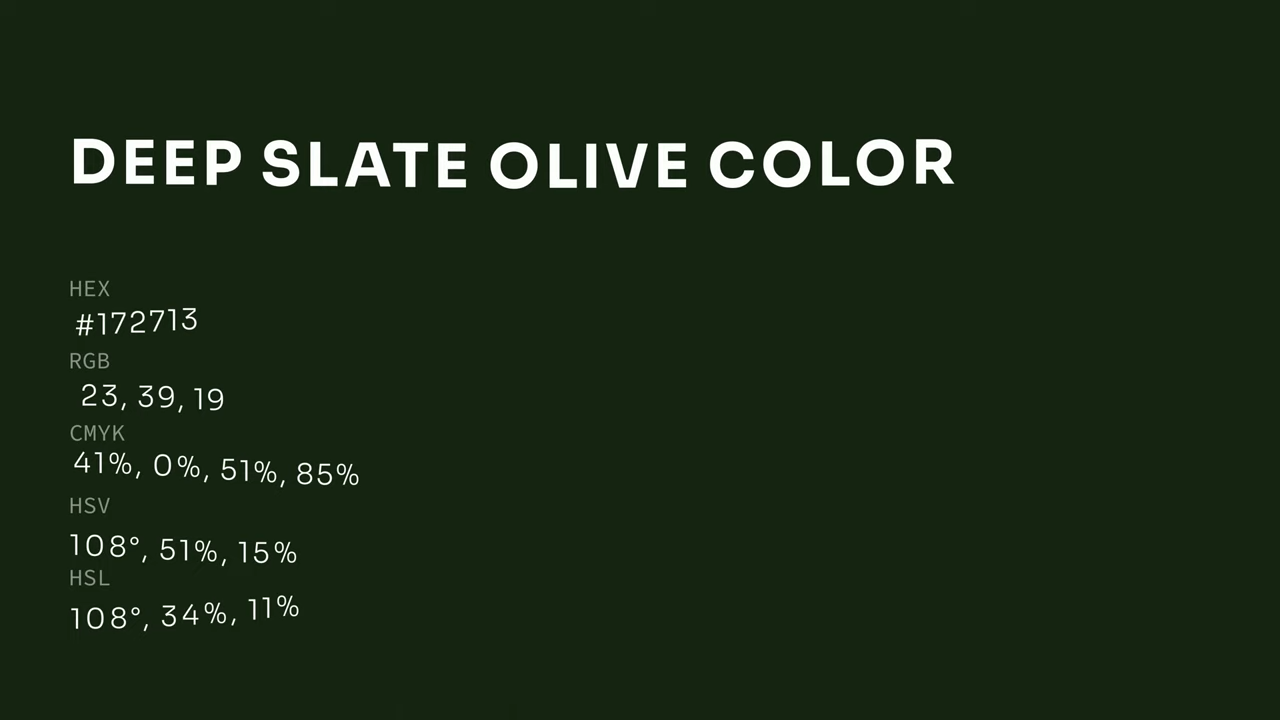 DEEP SLATE OLIVE COLOR
HEX
#172713
RGB
23, 39, 19
CMYK
41%, 0%, 51%, 85%
HSV
108°, 51%, 15%
HSL
108°, 34%, 11%